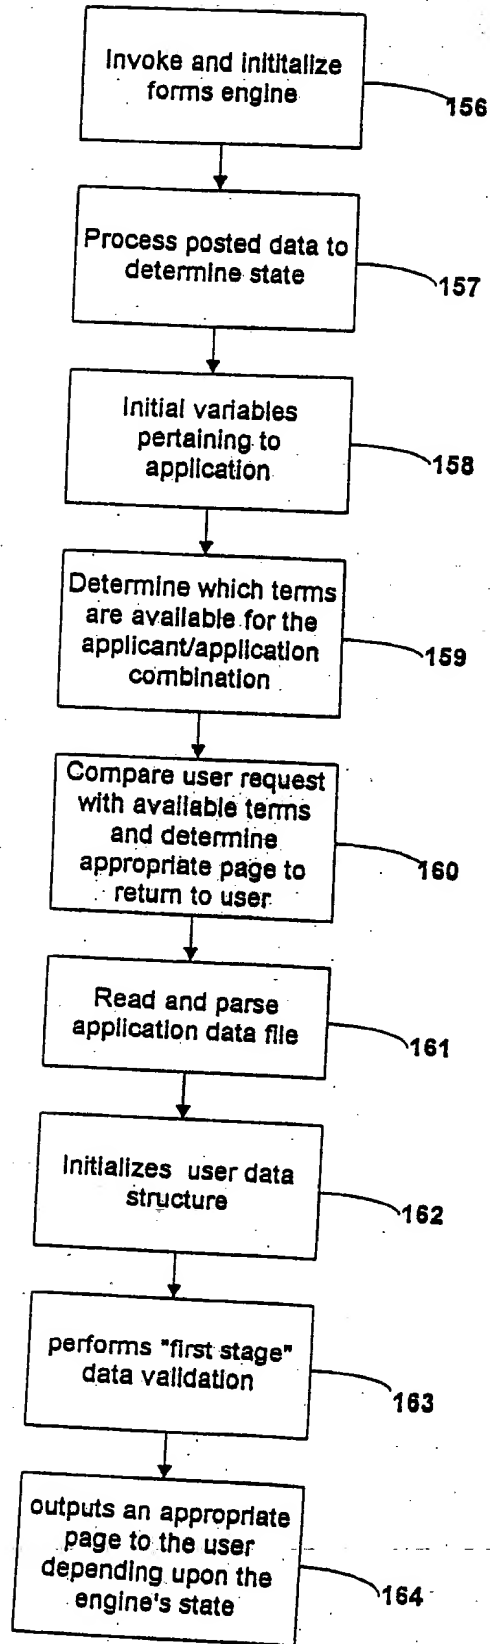 Invoke and inititalize
forms engine
156
Process posted data to
determine state
157
Initial variables
pertaining to
application
158
Determine which terms
are available for the
applicant/application
combination
159
Compare user request
with available terms
and determine
appropriate page to
return to user
160
Read and parse
application data file
161
Initializes user data
structure
162
performs "first stage"
data validation
163
outputs an appropriate
page to the user
depending upon the
engine's state
164